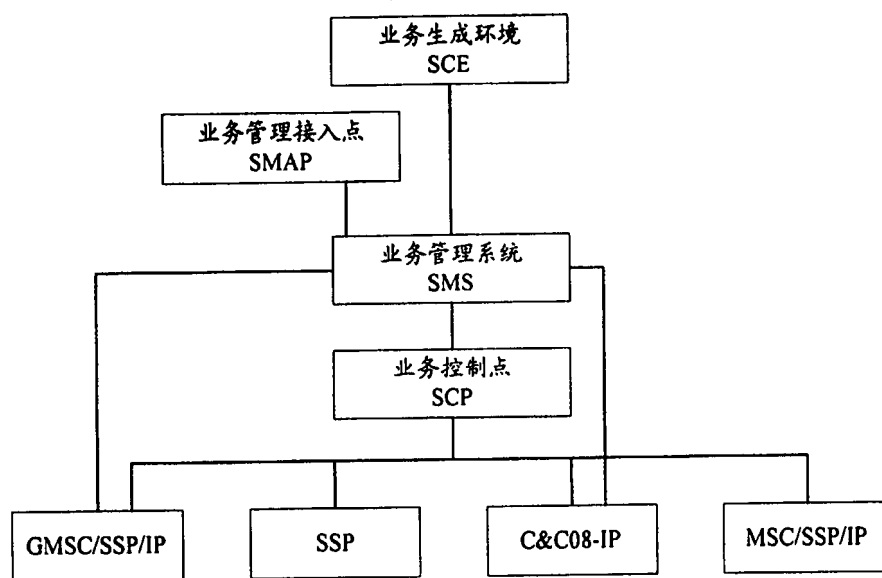 业务生成环境
SCE
业务管理接入点
SMAP
业务管理系统
SMS
业务控制点
SCP
GMSC/SSP/IP
SSP
C&C08-IP
MSC/SSP/IP